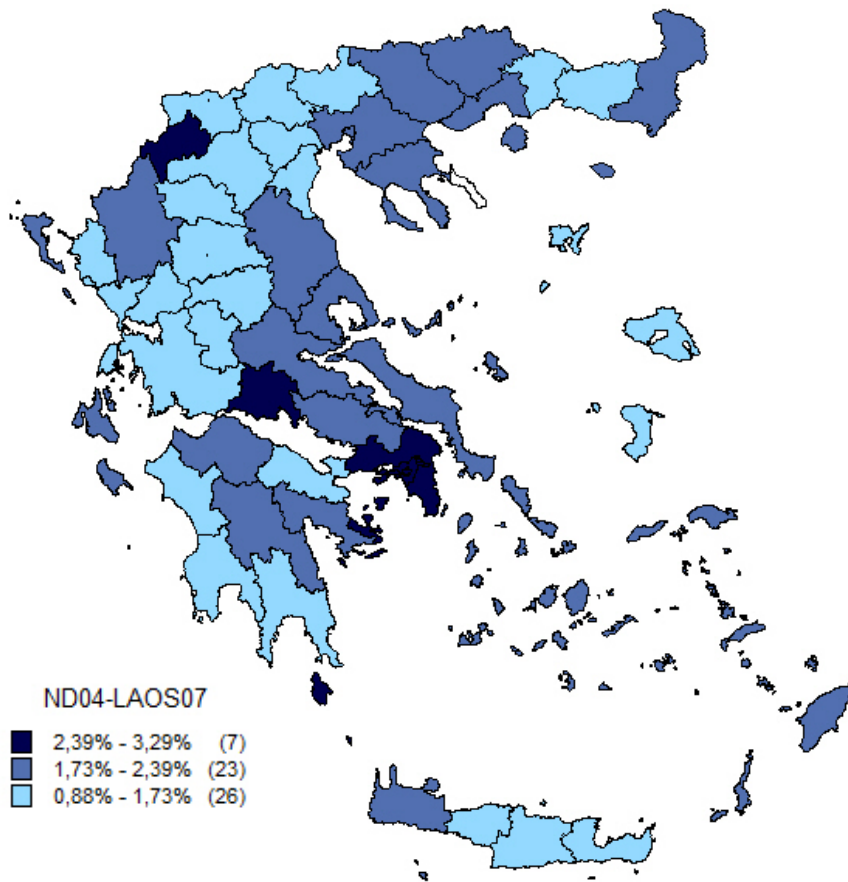 ND04-LAOS07
2,39% - 3,29% (7)
1,73% - 2,39% (23)
0,88% - 1,73% (26)